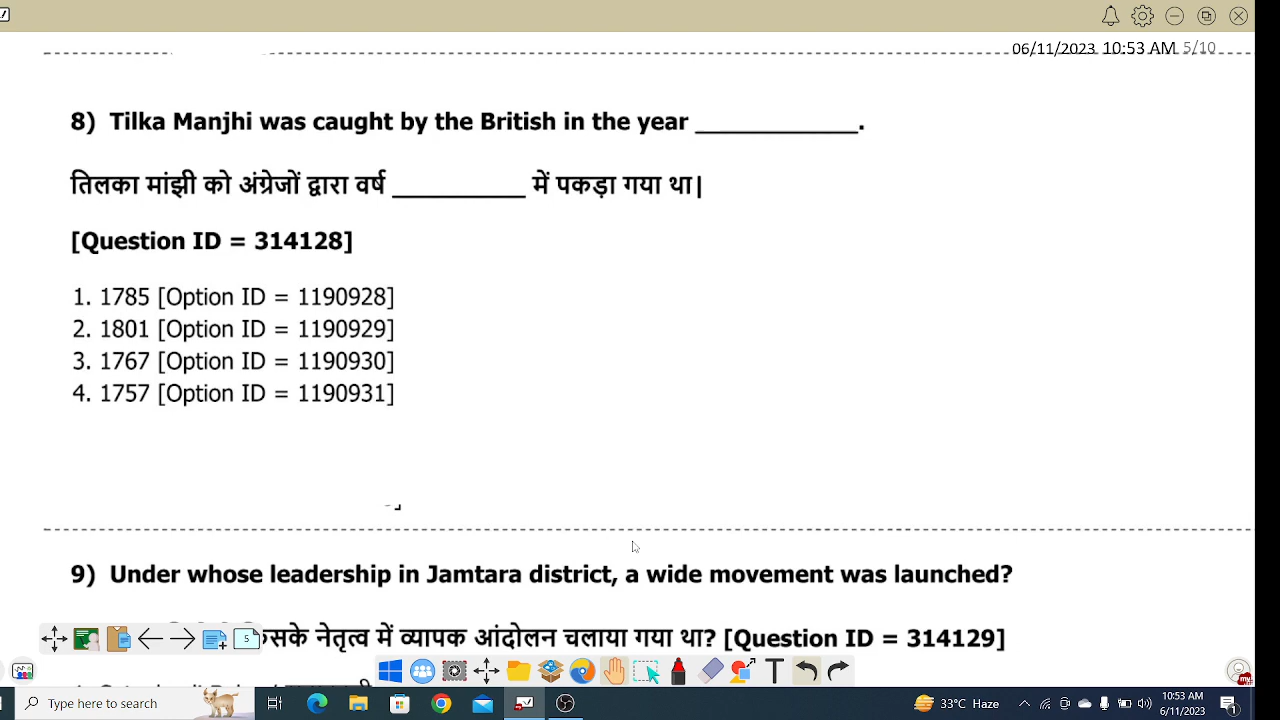 06/11/2023 10:53 AM 5/10
8) Tilka Manjhi was caught by the British in the year ____________.
तिलका मांझी को अंग्रेजों द्वारा वर्ष __________ में पकड़ा गया था|
[Question ID = 314128]
1. 1785 [Option ID = 1190928]
2. 1801 [Option ID = 1190929]
3. 1767 [Option ID = 1190930]
4. 1757 [Option ID = 1190931]
9) Under whose leadership in Jamtara district, a wide movement was launched?
किसके नेतृत्व में व्यापक आंदोलन चलाया गया था? [Question ID = 314129]
5
T
Type here to search
33°C Haze
10:53 AM
6/11/2023
1